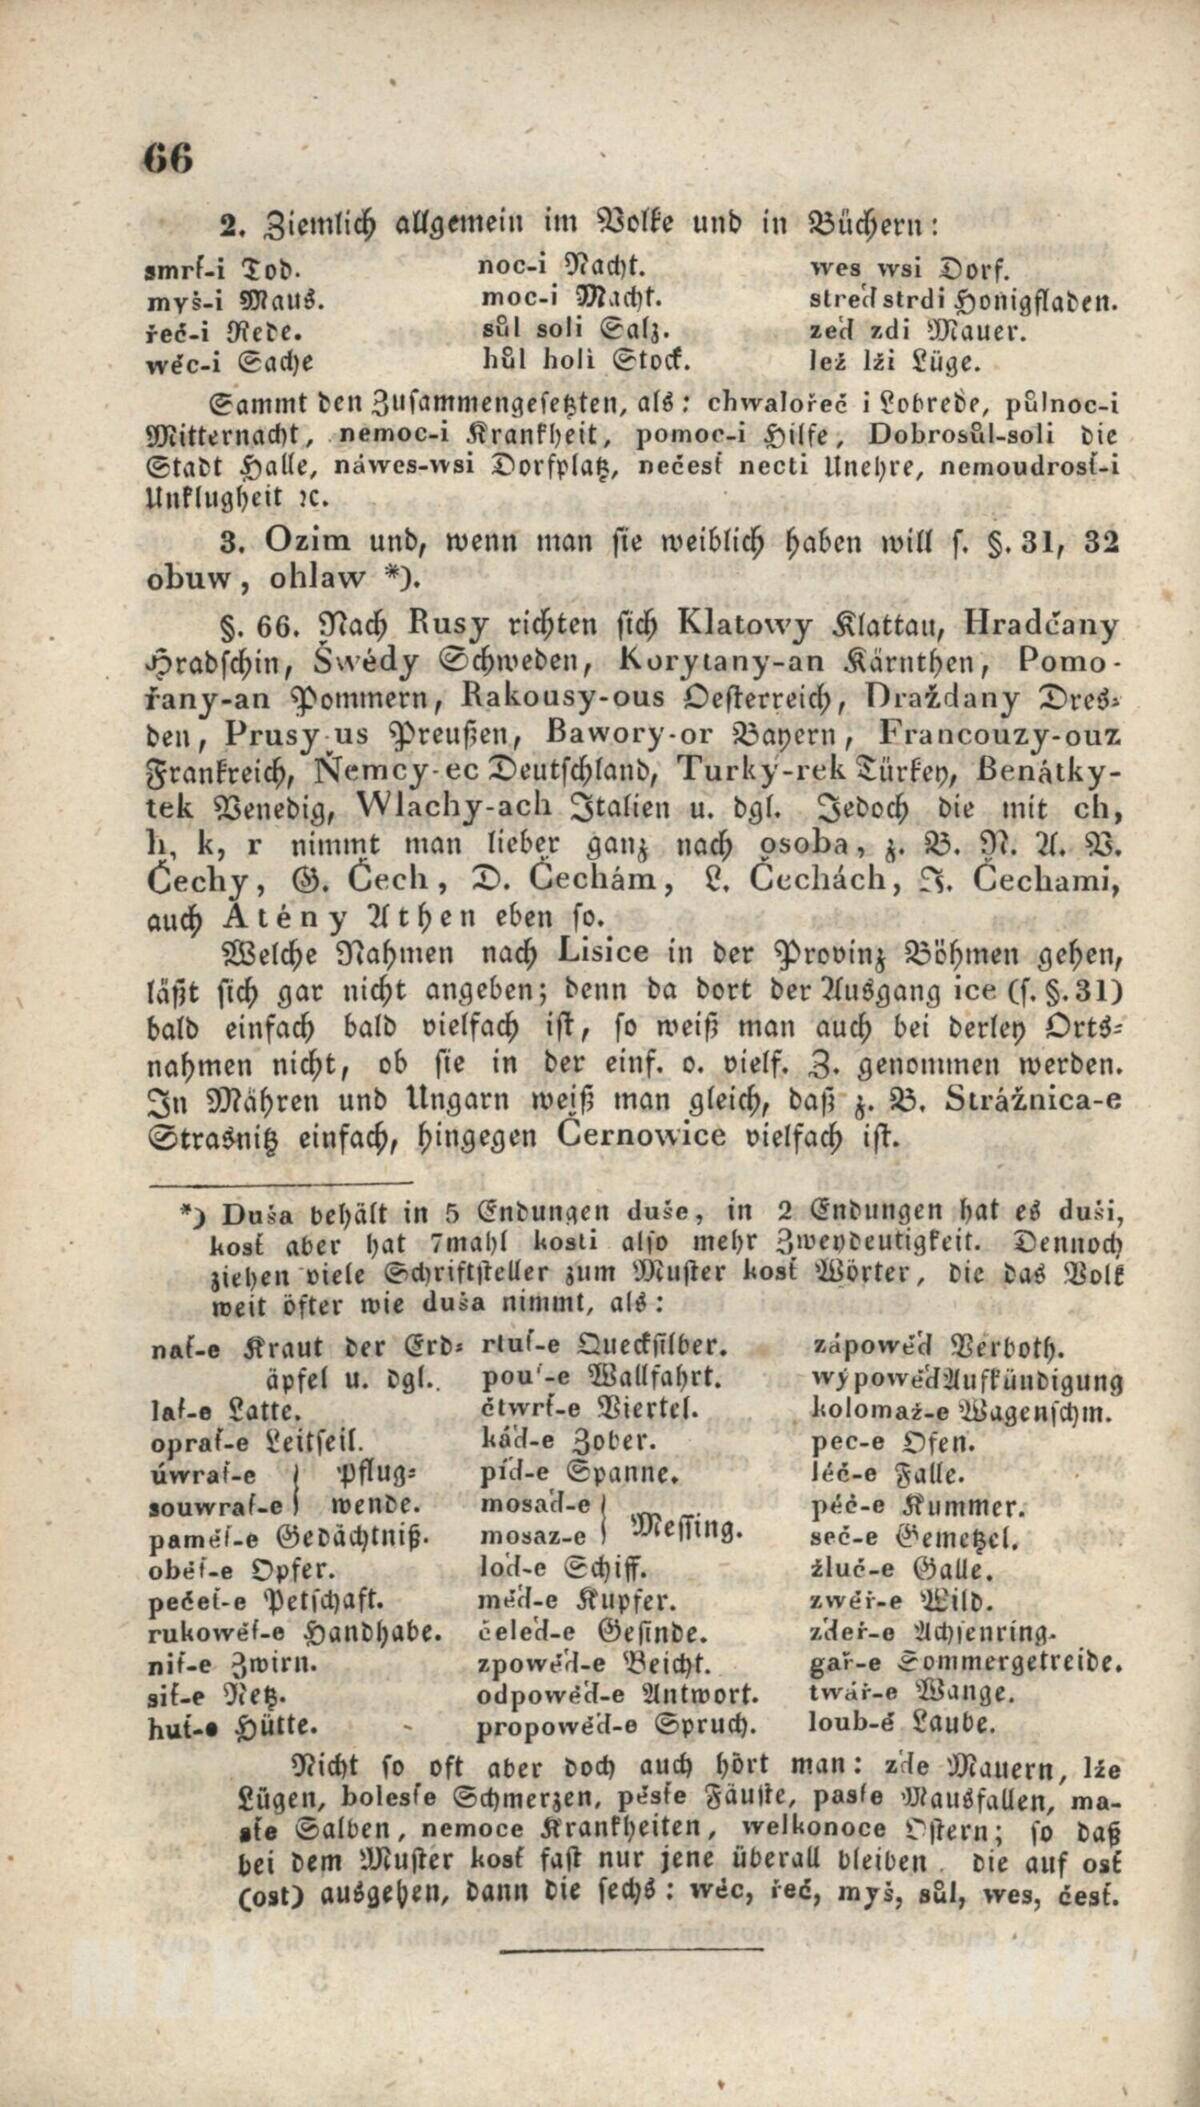 66
2. Ziemlich allgemein im Volke und in Büchern:
smrť-i Tod.
myš-i Maus.
řeč-i Rede.
wěc-i Sache
noc-i Nacht.
moc-i Macht.
sůl soli Salz.
hůl holi Stock.
wes wsi Dorf.
střeď strdi Honigfladen.
zeď zdi Mauer.
lež lži Lüge.
Sammt den Zusammengesetzten, als: chwalořeč i Lobrede, půlnoc-i
Mitternacht, nemoc-i Krankheit, pomoc-i Hilfe, Dobrosůl-soli die
Stadt Halle, náwes-wsi Dorfplatz, nečesť necti Unehre, nemoudrosť-i
Unklugheit ꝛc.
3. Ozim und, wenn man sie weiblich haben will s. §. 31, 32
obuw, ohlaw *).
§. 66. Nach Rusy richten sich Klatowy Klattau, Hradčany
Hradschin, Šwédy Schweden, Korytany-an Kärnthen, Pomo-
řany-an Pommern, Rakousy-ous Oesterreich, Draždany Dres-
den, Prusy-us Preußen, Bawory-or Bayern, Francouzy-ouz
Frankreich, Ňemcy-ec Deutschland, Turky-rek Türkey, Benátky-
tek Venedig, Wlachy-ach Italien u. dgl. Jedoch die mit ch,
h, k, r nimmt man lieber ganz nach osoba, z. B. N. A. V.
Čechy, G. Čech, D. Čechám, L. Čechách, J. Čechami,
auch Atény Athen eben so.
Welche Nahmen nach Lisice in der Provinz Böhmen gehen,
läßt sich gar nicht angeben; denn da dort der Ausgang ice (s. §. 31)
bald einfach bald vielfach ist, so weiß man auch bei derley Orts-
nahmen nicht, ob sie in der einf. o. vielf. Z. genommen werden.
In Mähren und Ungarn weiß man gleich, daß z. B. Strážnica-e
Strasnitz einfach, hingegen Černowice vielfach ist.
*) Duša behält in 5 Endungen duše, in 2 Endungen hat es duši,
kosť aber hat 7mahl kosti also mehr Zweydeutigkeit. Dennoch
ziehen viele Schriftsteller zum Muster kosť Wörter, die das Volk
weit öfter wie duša nimmt, als:
nať-e Kraut der Erd-
äpfel u. dgl.
lať-e Latte.
oprať-e Leitseil.
úwrať-e } Pflug-
souwrať-e } wende.
paměť-e Gedächtniß.
oběť-e Opfer.
pečeť-e Petschaft.
rukowěť-e Handhabe.
niť-e Zwirn.
siť-e Netz.
huť-e Hütte.
rtuť-e Quecksilber.
pouť-e Wallfahrt.
čtwrť-e Viertel.
káď-e Zober.
píď-e Spanne.
mosaď-e }
mosaz-e } Messing.
loď-e Schiff.
měď-e Kupfer.
čeleď-e Gesinde.
zpowěď-e Beicht.
odpowěď-e Antwort.
propowěď-e Spruch.
zápowěď Verboth.
wýpowěď Aufkündigung
kolomaž-e Wagenschm.
pec-e Ofen.
léč-e Falle.
péč-e Kummer.
seč-e Gemetzel.
žluč-e Galle.
zwěř-e Wild.
zdeř-e Achsenring.
gař-e Sommergetreide.
twář-e Wange.
loub-ě Laube.
Nicht so oft aber doch auch hört man: zďe Mauern, lže
Lügen, bolesťe Schmerzen, pěsťe Fäuste, pasťe Mausfallen, ma-
sťe Salben, nemoce Krankheiten, welkonoce Ostern; so daß
bei dem Muster kosť fast nur jene überall bleiben die auf osť
(ost) ausgehen, dann die sechs: wěc, řeč, myš, sůl, wes, česť.
MZK
MZK